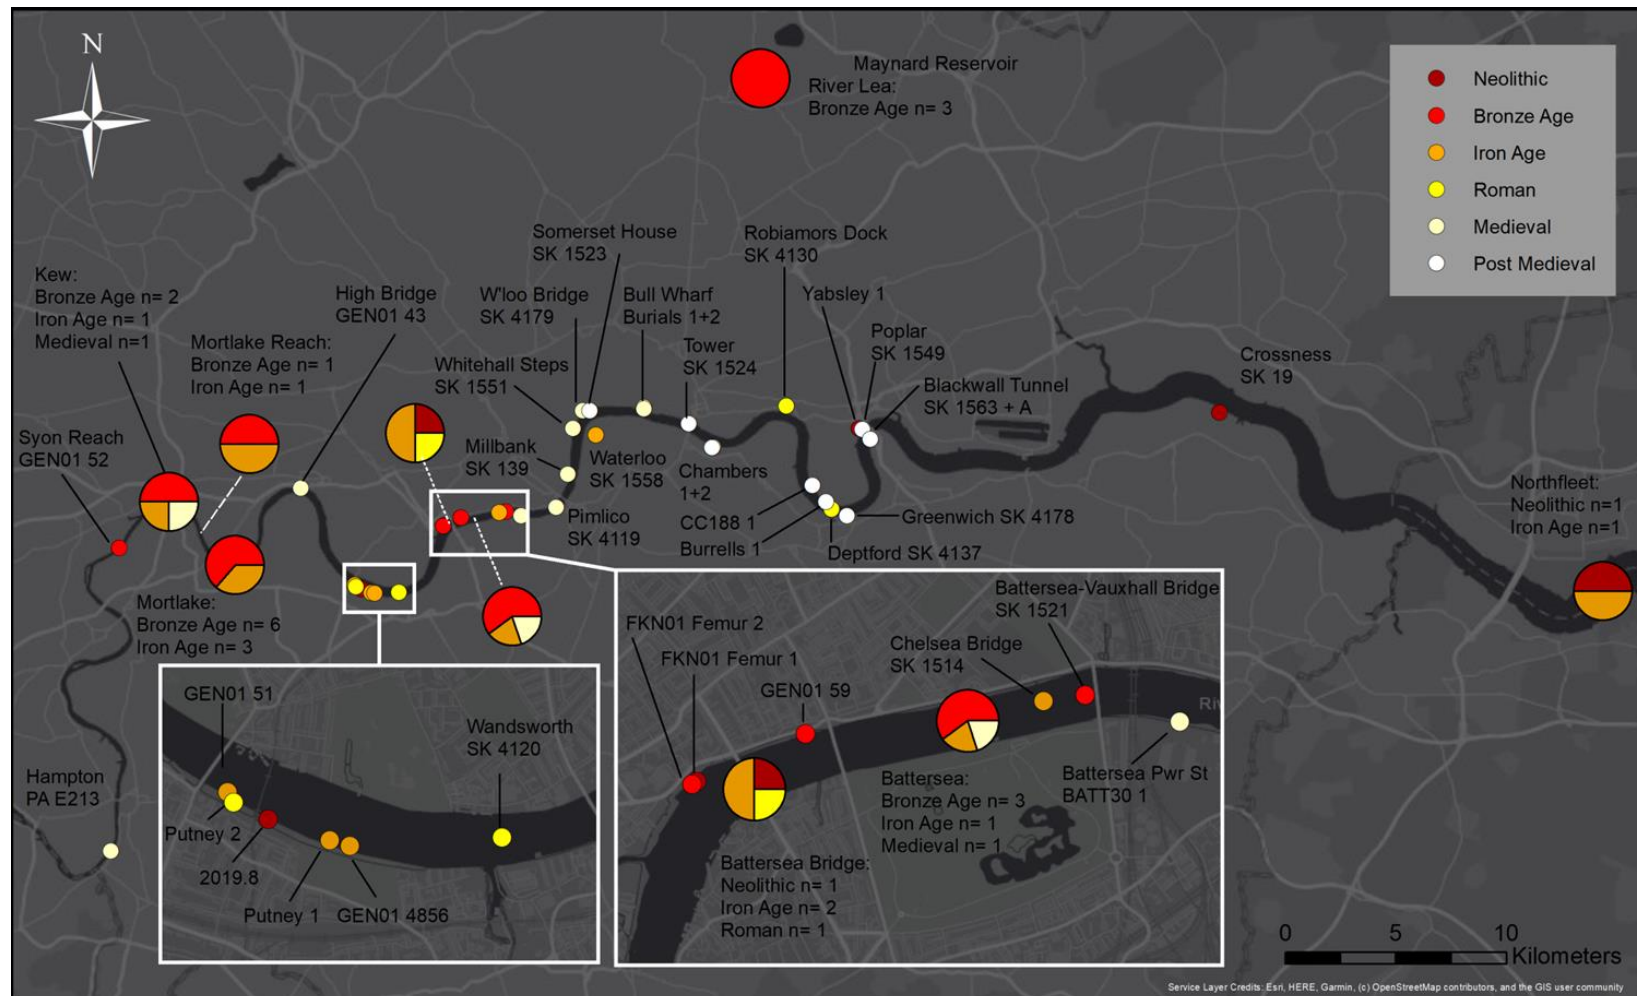 N
Maynard Reservoir
River Lea:
Bronze Age n= 3
Neolithic
Bronze Age
Iron Age
Roman
Medieval
Post Medieval
Kew:
Bronze Age n= 2
Iron Age n= 1
Medieval n=1
High Bridge
GEN01 43
Mortlake Reach:
Bronze Age n= 1
Iron Age n= 1
Somerset House
SK 1523
W'loo Bridge
SK 4179
Bull Wharf
Burials 1+2
Robiamors Dock
SK 4130
Yabsley 1
Whitehall Steps
SK 1551
Tower
SK 1524
Poplar
SK 1549
Blackwall Tunnel
SK 1563 + A
Crossness
SK 19
Syon Reach
GEN01 52
Millbank
SK 139
Waterloo
SK 1558
Chambers
1+2
Pimlico
SK 4119
CC188 1
Burrells 1
Greenwich SK 4178
Deptford SK 4137
Northfleet:
Neolithic n=1
Iron Age n=1
Mortlake:
Bronze Age n= 6
Iron Age n= 3
Hampton
PA E213
GEN01 51
Wandsworth
SK 4120
Putney 2
2019.8
Putney 1
GEN01 4856
FKN01 Femur 2
FKN01 Femur 1
GEN01 59
Battersea-Vauxhall Bridge
SK 1521
Chelsea Bridge
SK 1514
Riv
Battersea Pwr St
BATT30 1
Battersea:
Bronze Age n= 3
Iron Age n= 1
Medieval n= 1
Battersea Bridge:
Neolithic n= 1
Iron Age n= 2
Roman n= 1
0 5 10
Kilometers
Service Layer Credits: Esri, HERE, Garmin, (c) OpenStreetMap contributors, and the GIS user community